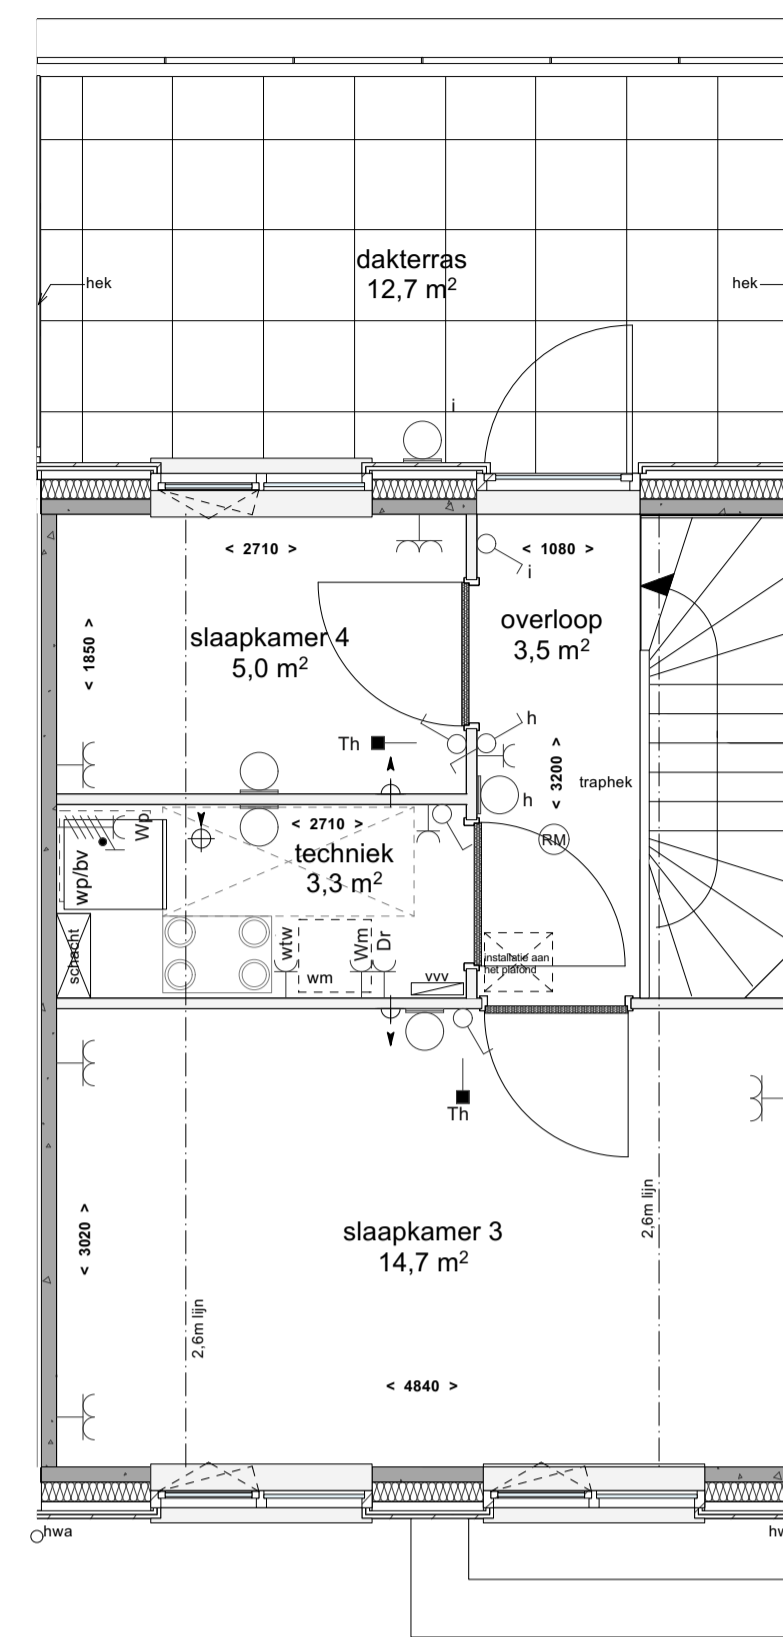 hek
dakterras
12,7 m²
hek
i
< 2710 >
< 1080 >
i
slaapkamer 4
5,0 m²
overloop
3,5 m²
< 1850 >
h
Th
< 3200 >
traphek
h
Wp
< 2710 >
RM
techniek
3,3 m²
wp/bv
schacht
wtw
wm
Wm
Dr
vvv
installatie aan
het plafond
Th
slaapkamer 3
14,7 m²
< 3020 >
2,6m lijn
2,6m lijn
< 4840 >
hwa
hw